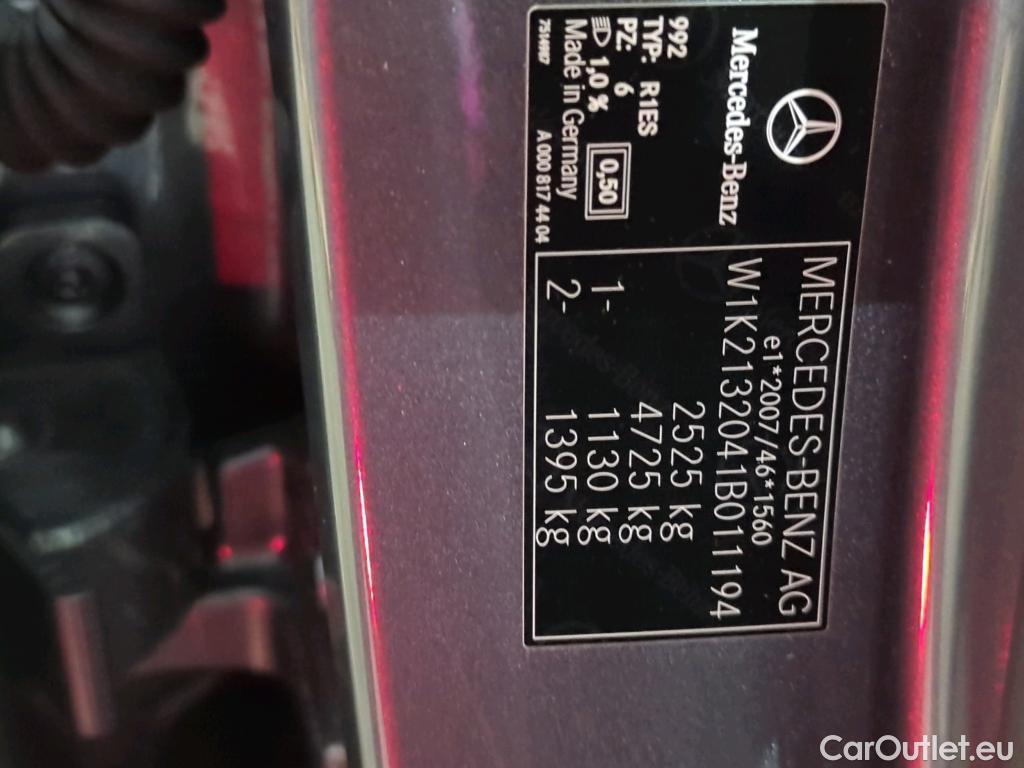 Mercedes-Benz
992
TYP: R1ES
PZ: 6
1,0 % 0,50
Made in Germany
7514997 A 000 817 44 04
MERCEDES-BENZ AG
e1*2007/46*1560
W1K2132041B011194
2525 kg
4725 kg
1- 1130 kg
2- 1395 kg
CarOutlet.eu